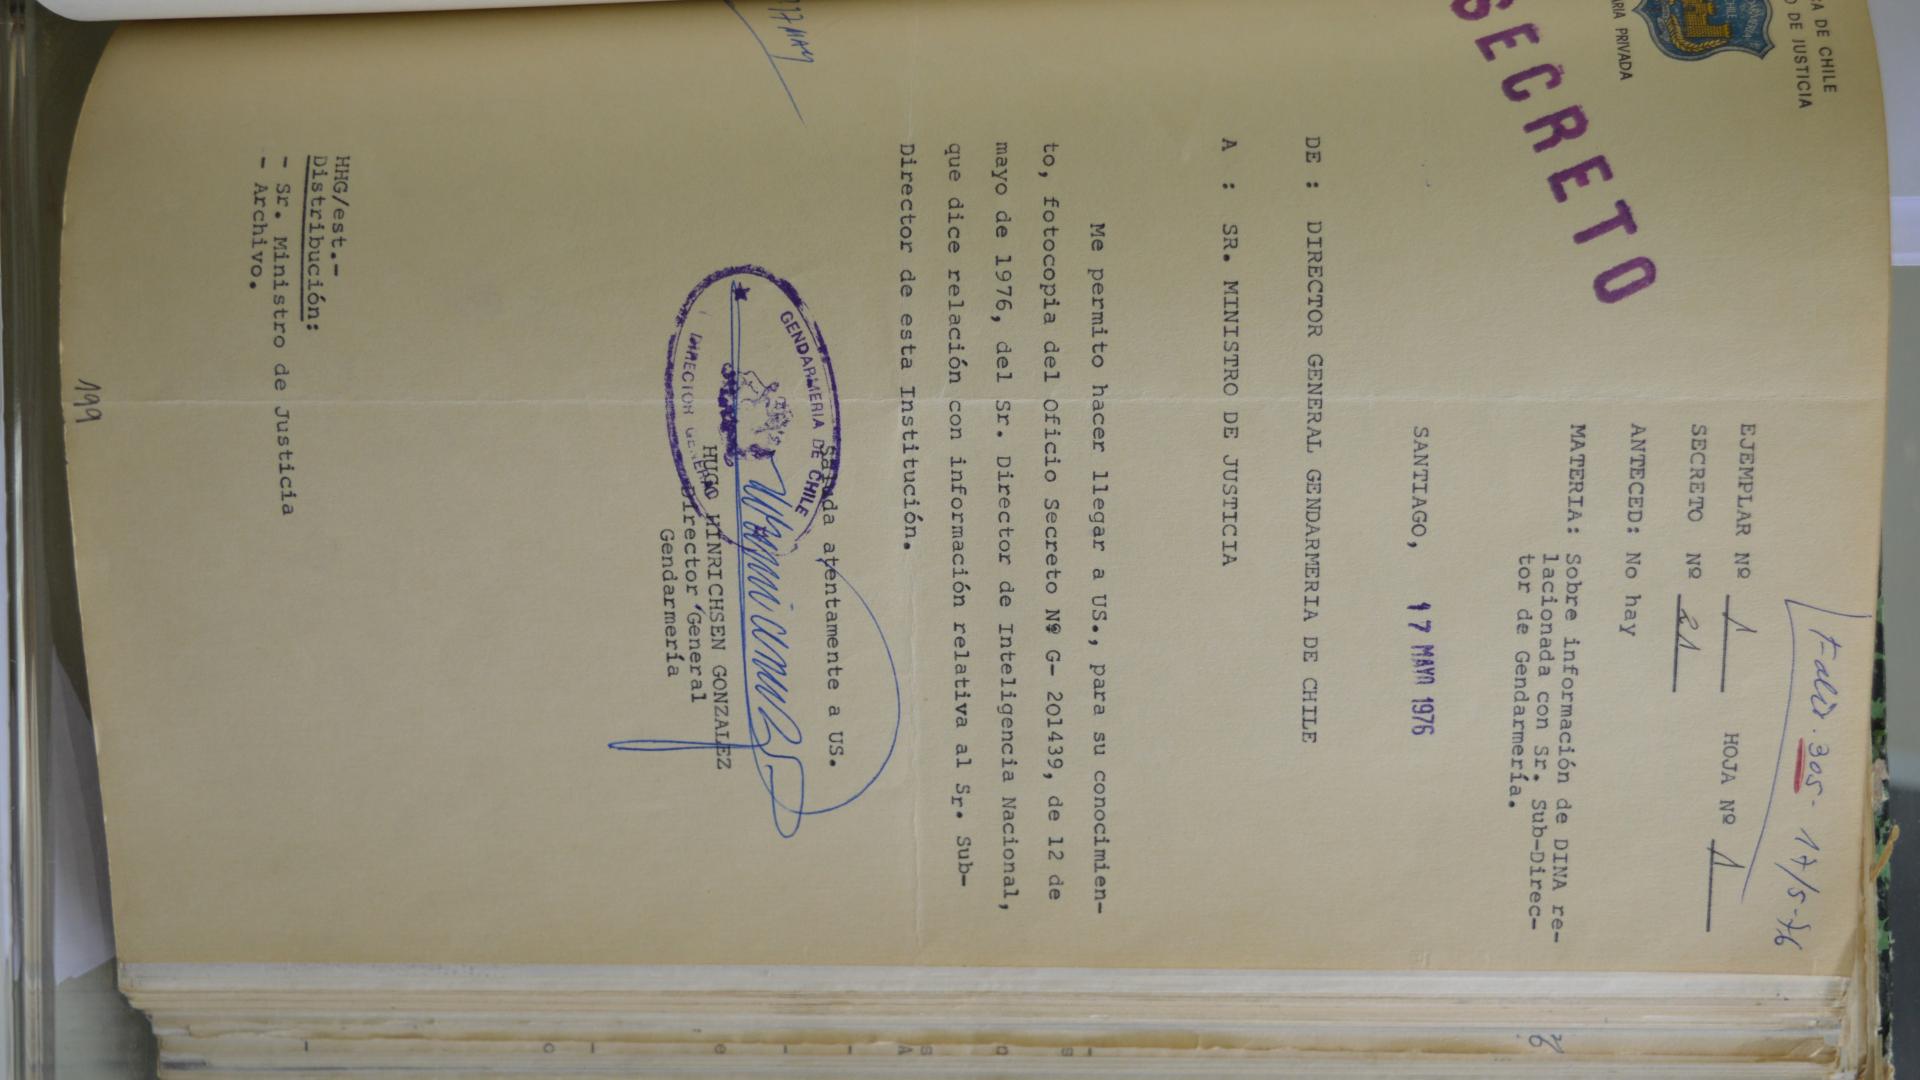 CA DE CHILE
O DE JUSTICIA
ARIA PRIVADA
SECRETO
305- 17/5-76
EJEMPLAR Nº 1 HOJA Nº 1
SECRETO Nº 21
ANTECED: No hay
MATERIA: Sobre información de DINA re-
lacionada con Sr. Sub-Direc-
tor de Gendarmería.
SANTIAGO, 17 MAYO 1976
DE : DIRECTOR GENERAL GENDARMERIA DE CHILE
A : SR. MINISTRO DE JUSTICIA
Me permito hacer llegar a US., para su conocimien-
to, fotocopia del Oficio Secreto Nº G- 201439, de 12 de
mayo de 1976, del Sr. Director de Inteligencia Nacional,
que dice relación con información relativa al Sr. Sub-
Director de esta Institución.
Saluda atentamente a US.
GENDARMERIA DE CHILE
DIRECTOR GENERAL
HUGO HINRICHSEN GONZALEZ
Director General
Gendarmería
HHG/est.-
Distribución:
- Sr. Ministro de Justicia
- Archivo.
199